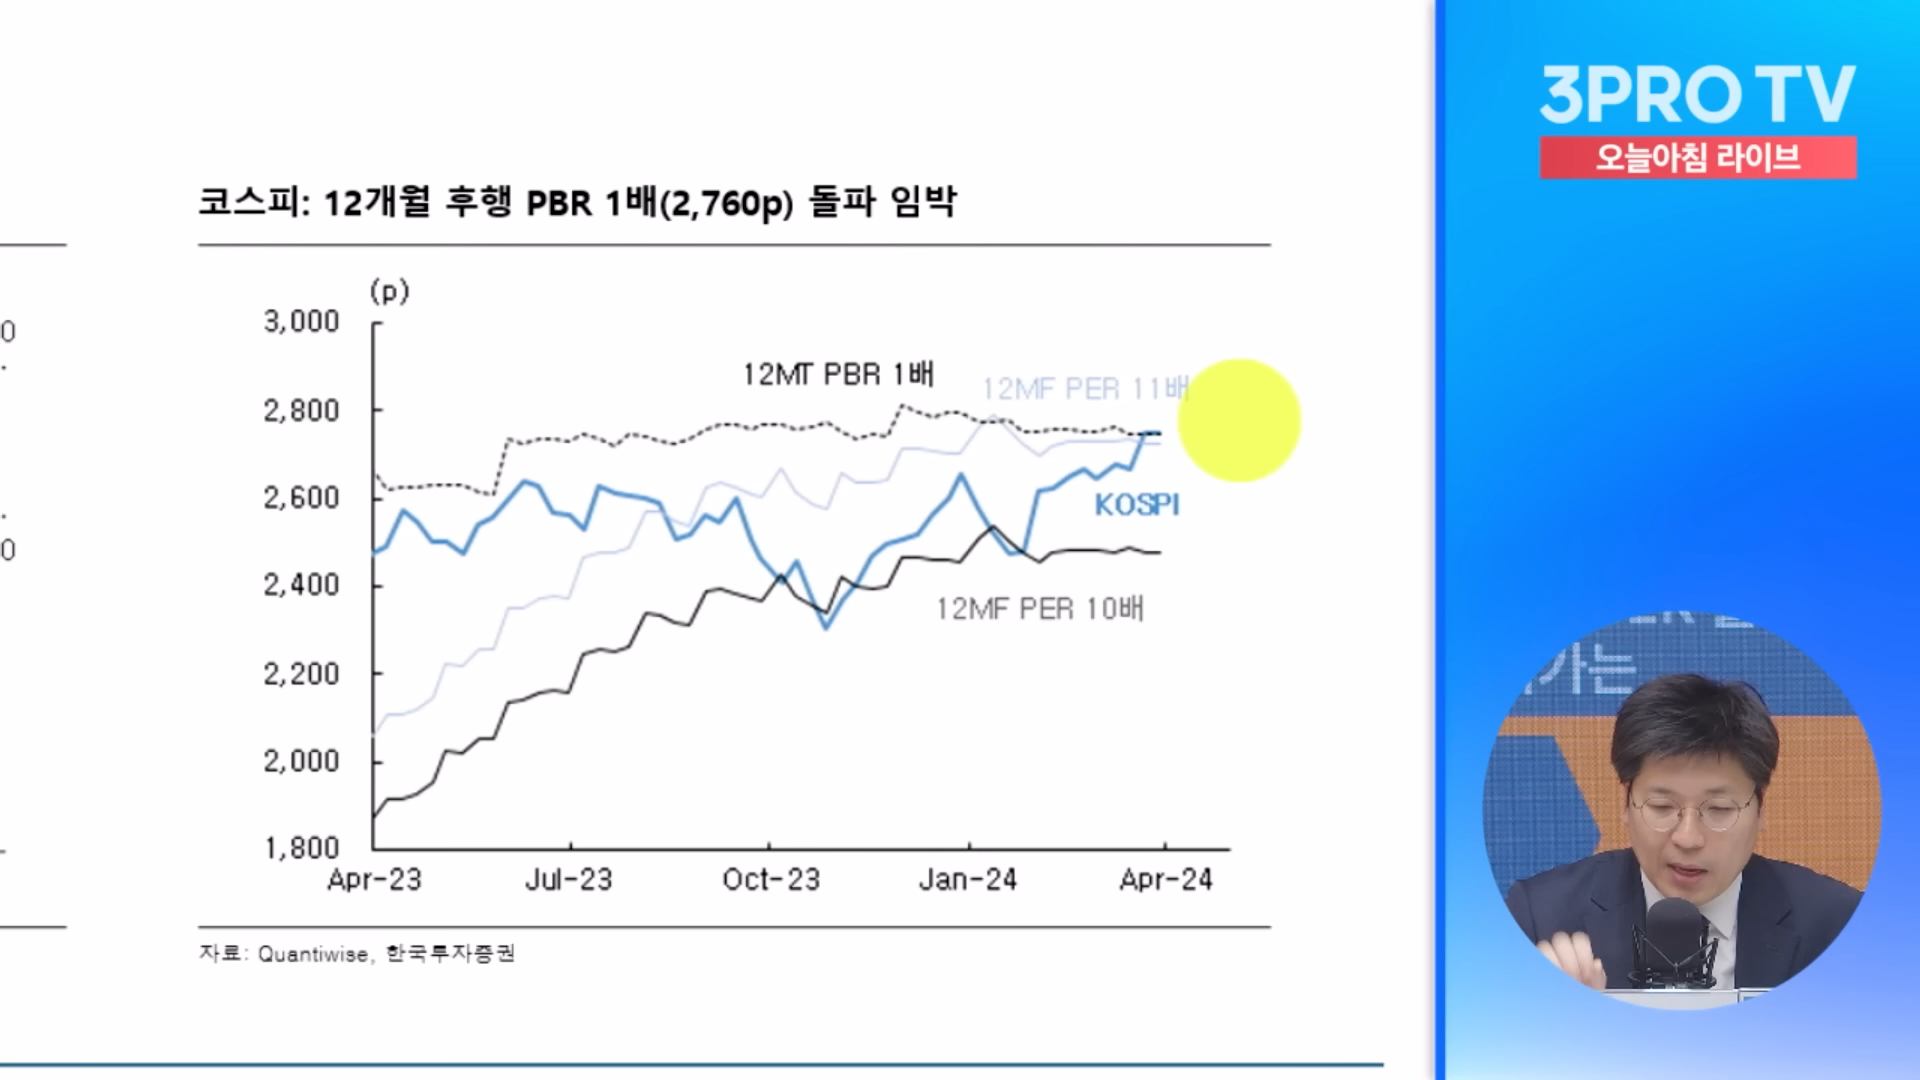 3PRO TV
오늘아침 라이브
코스피: 12개월 후행 PBR 1배(2,760p) 돌파 임박
(p)
3,000
2,800
2,600
2,400
2,200
2,000
1,800
12MT PBR 1배
12MF PER 11배
KOSPI
12MF PER 10배
Apr-23 Jul-23 Oct-23 Jan-24 Apr-24
자료: Quantiwise, 한국투자증권
가는